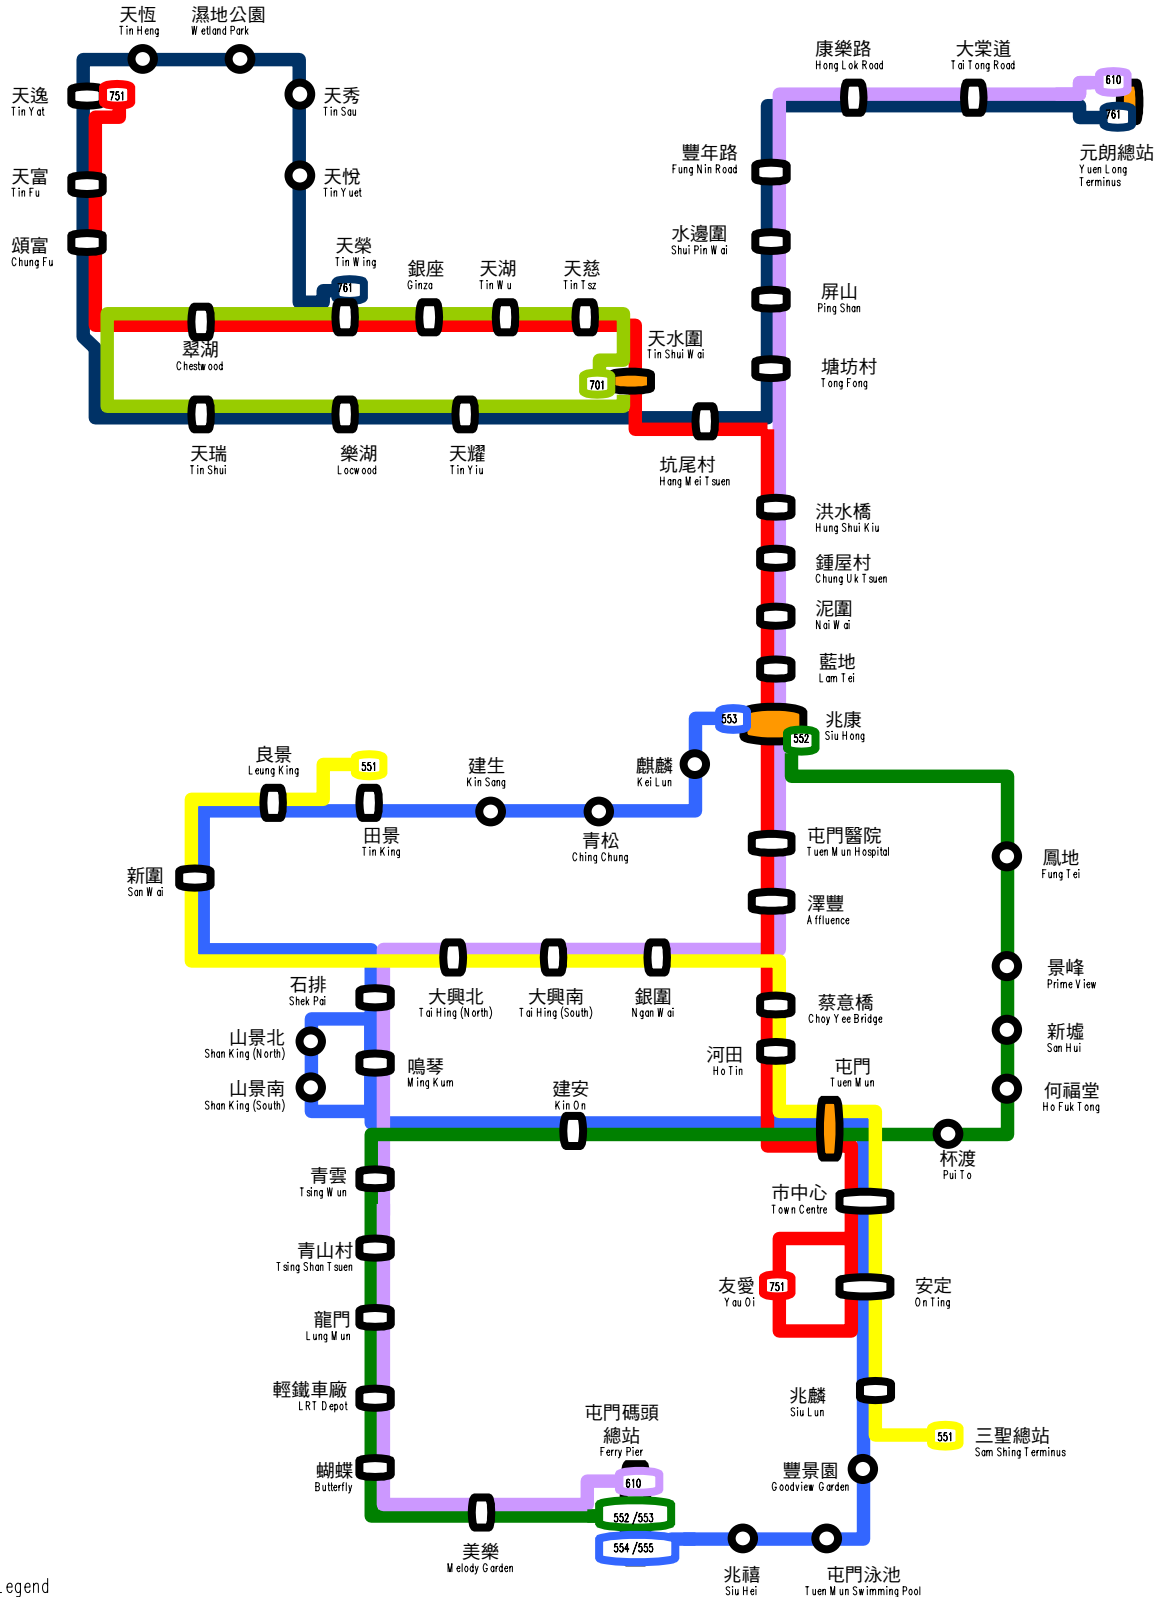 天恆
Tin Heng
濕地公園
Wetland Park
天逸
Tin Yat
751
天秀
Tin Sau
康樂路
Hong Lok Road
大棠道
Tai Tong Road
610
761
元朗總站
Yuen Long
Terminus
天富
Tin Fu
天悅
Tin Yuet
豐年路
Fung Nin Road
頌富
Chung Fu
天榮
Tin Wing
761
銀座
Ginza
天湖
Tin Wu
天慈
Tin Tsz
水邊圍
Shui Pin Wai
屏山
Ping Shan
翠湖
Chestwood
天水圍
Tin Shui Wai
701
塘坊村
Tong Fong
天瑞
Tin Shui
樂湖
Locwood
天耀
Tin Yiu
坑尾村
Hang Mei Tsuen
洪水橋
Hung Shui Kiu
鍾屋村
Chung Uk Tsuen
泥圍
Nai Wai
藍地
Lam Tei
553
兆康
Siu Hong
552
良景
Leung King
551
建生
Kin Sang
麒麟
Kei Lun
田景
Tin King
青松
Ching Chung
屯門醫院
Tuen Mun Hospital
新圍
San Wai
鳳地
Fung Tei
澤豐
Affluence
石排
Shek Pai
大興北
Tai Hing (North)
大興南
Tai Hing (South)
銀圍
Ngan Wai
蔡意橋
Choy Yee Bridge
景峰
Prime View
山景北
Shan King (North)
鳴琴
Ming Kum
河田
Ho Tin
屯門
Tuen Mun
新墟
San Hui
山景南
Shan King (South)
建安
Kin On
何福堂
Ho Fuk Tong
杯渡
Pui To
青雲
Tsing Wun
市中心
Town Centre
青山村
Tsing Shan Tsuen
友愛
Yau Oi
751
安定
On Ting
龍門
Lung Mun
輕鐵車廠
LRT Depot
兆麟
Siu Lun
屯門碼頭
總站
Ferry Pier
551
三聖總站
Sam Shing Terminus
蝴蝶
Butterfly
610
豐景園
Goodview Garden
552 /553
554 /555
美樂
Melody Garden
兆禧
Siu Hei
屯門泳池
Tuen Mun Swimming Pool
Legend